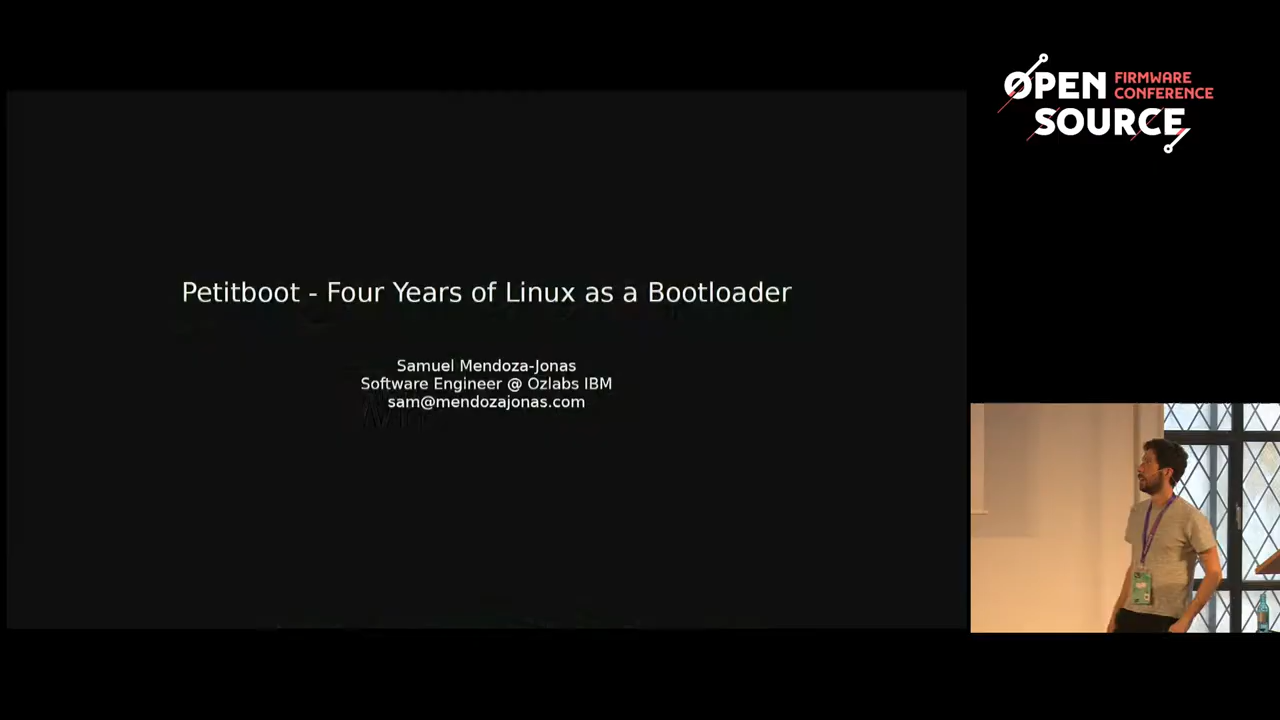 Petitboot - Four Years of Linux as a Bootloader
Samuel Mendoza-Jonas
Software Engineer @ Ozlabs IBM
sam@mendozajonas.com
OPEN FIRMWARE
CONFERENCE
SOURCE